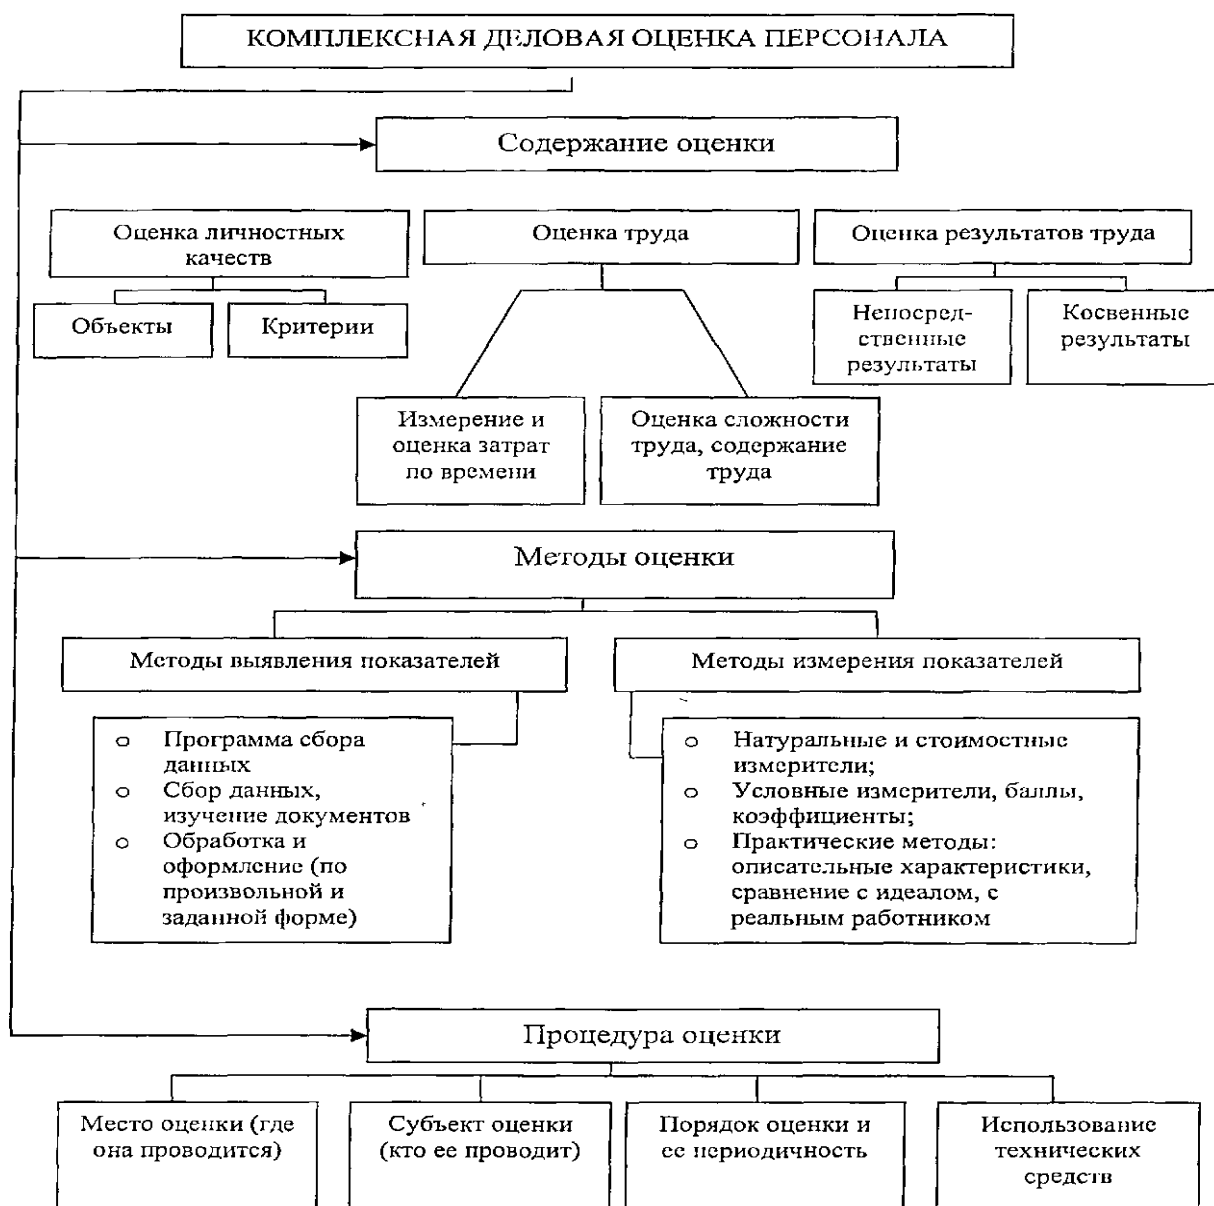 КОМПЛЕКСНАЯ ДЕЛОВАЯ ОЦЕНКА ПЕРСОНАЛА
Содержание оценки
Оценка личностных
качеств
Оценка труда
Оценка результатов труда
Объекты
Критерии
Непосред-
ственные
результаты
Косвенные
результаты
Измерение и
оценка затрат
по времени
Оценка сложности
труда, содержание
труда
Методы оценки
Методы выявления показателей
Методы измерения показателей
о Программа сбора
данных
о Сбор данных,
изучение документов
о Обработка и
оформление (по
произвольной и
заданной форме)
о Натуральные и стоимостные
измерители;
о Условные измерители, баллы,
коэффициенты;
о Практические методы:
описательные характеристики,
сравнение с идеалом, с
реальным работником
Процедура оценки
Место оценки (где
она проводится)
Субъект оценки
(кто ее проводит)
Порядок оценки и
ее периодичность
Использование
технических
средств